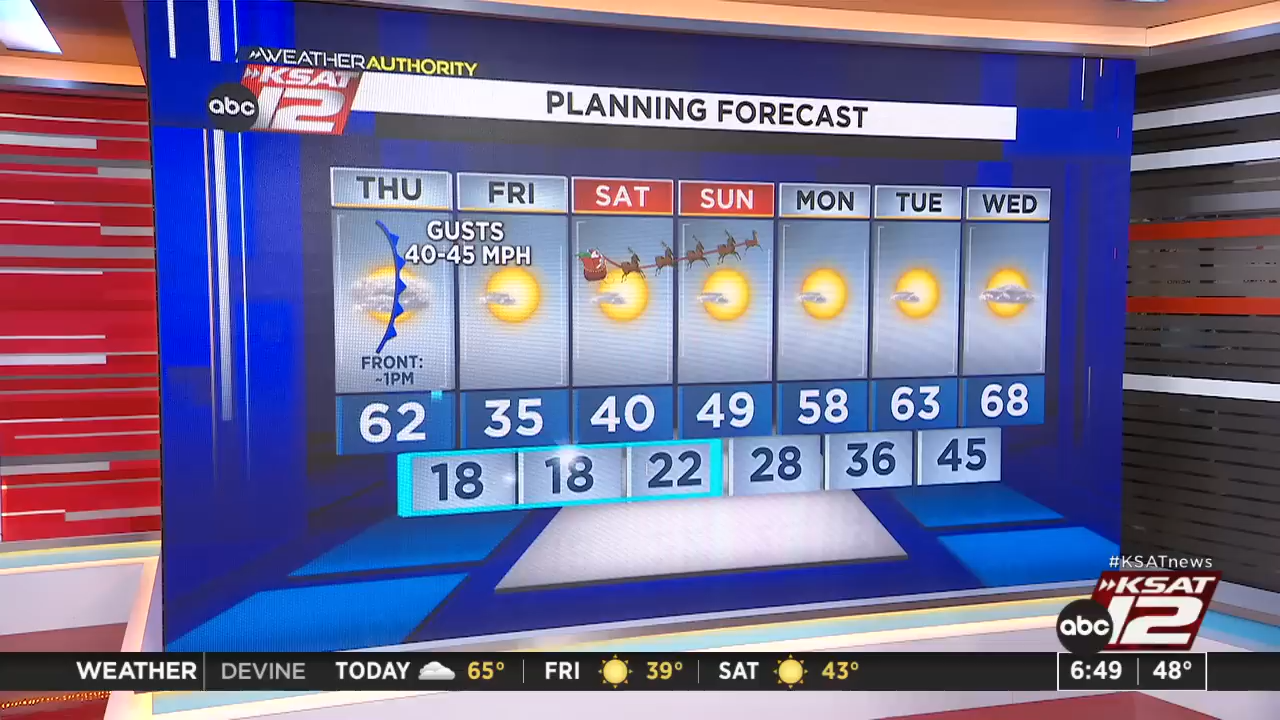 WEATHERAUTHORITY
KSAT
abc 12
PLANNING FORECAST
THU FRI SAT SUN MON TUE WED
GUSTS
40-45 MPH
FRONT:
~1PM
62 35 40 49 58 63 68
18 18 22 28 36 45
#KSATnews
KSAT
abc 12
WEATHER DEVINE TODAY 65° FRI 39° SAT 43° 6:49 48°